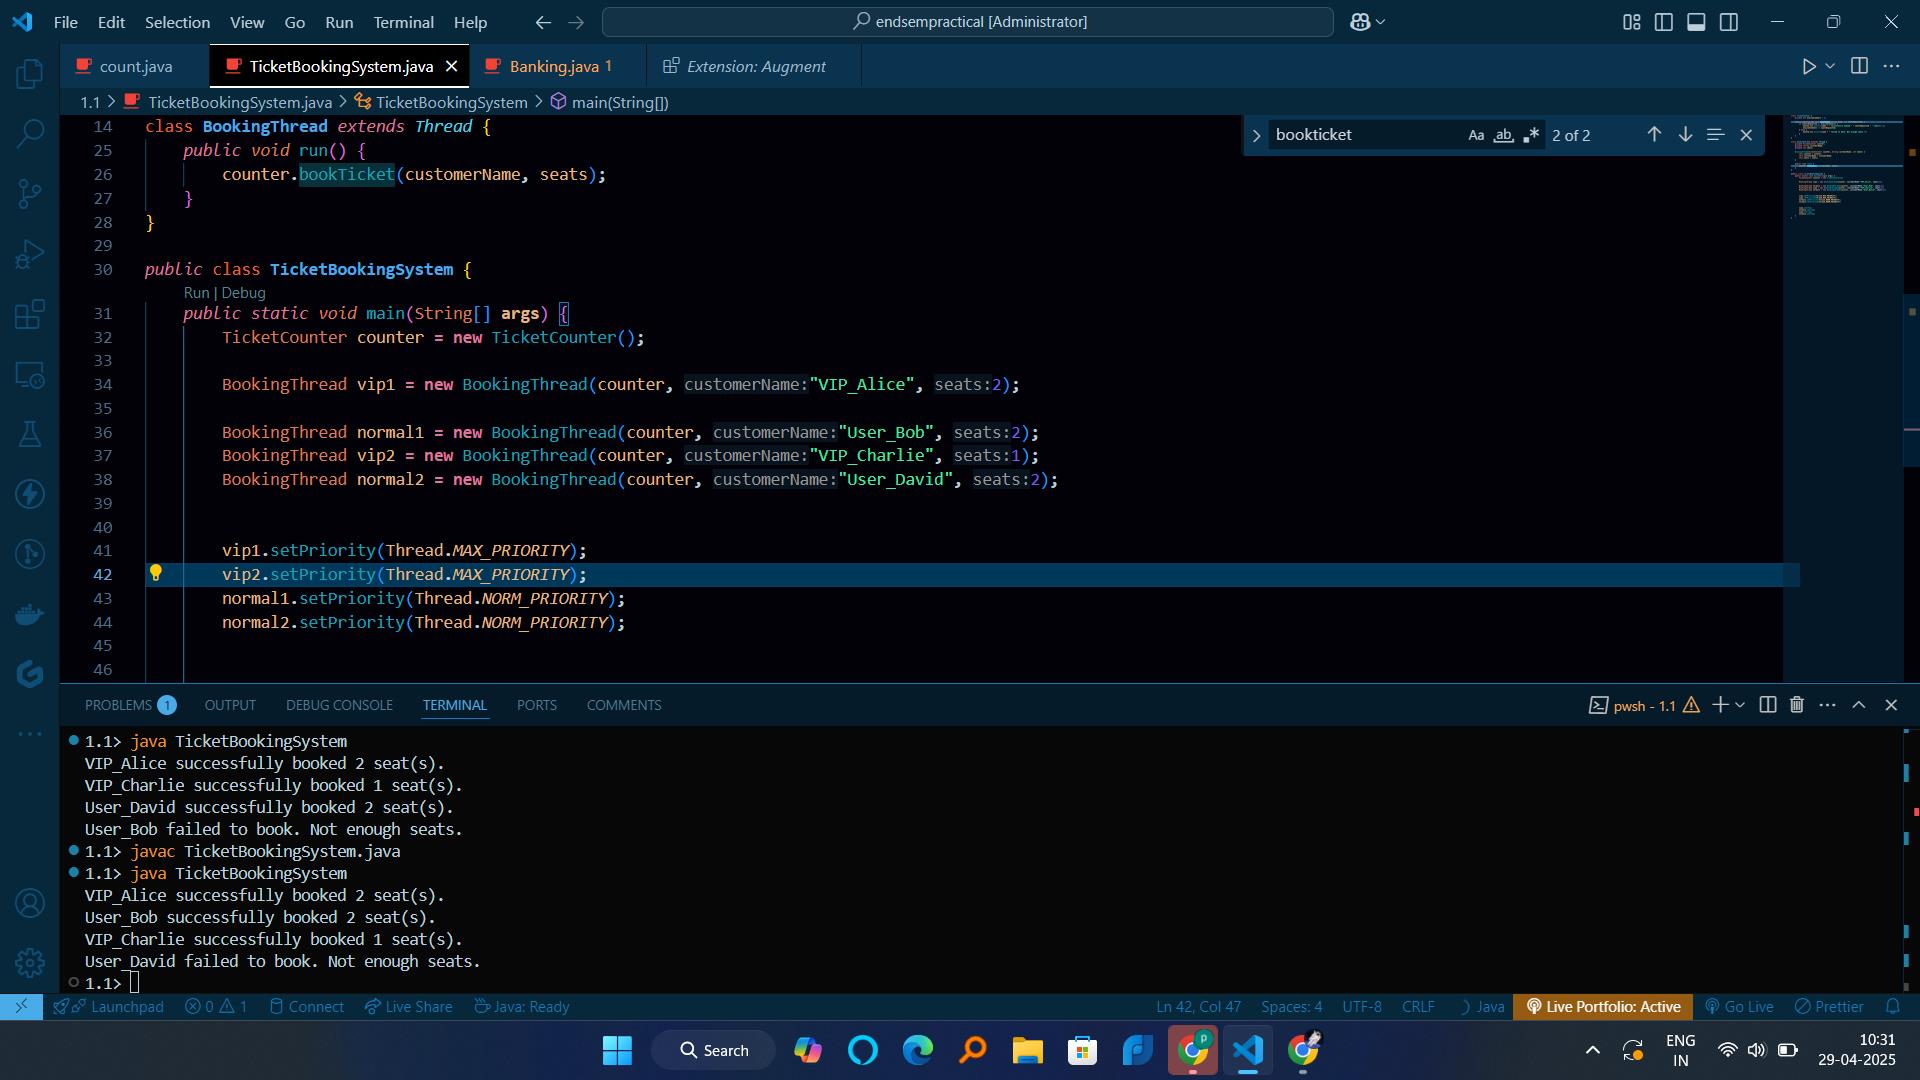 File Edit Selection View Go Run Terminal Help
endsempractical [Administrator]
count.java
TicketBookingSystem.java
Banking.java 1
Extension: Augment
1.1 > TicketBookingSystem.java > TicketBookingSystem > main(String[])
bookticket
Aa ab 2 of 2
14 class BookingThread extends Thread {
25 public void run() {
26 counter.bookTicket(customerName, seats);
27 }
28 }
29
30 public class TicketBookingSystem {
Run | Debug
31 public static void main(String[] args) {
32 TicketCounter counter = new TicketCounter();
33
34 BookingThread vip1 = new BookingThread(counter, customerName:"VIP_Alice", seats:2);
35
36 BookingThread normal1 = new BookingThread(counter, customerName:"User_Bob", seats:2);
37 BookingThread vip2 = new BookingThread(counter, customerName:"VIP_Charlie", seats:1);
38 BookingThread normal2 = new BookingThread(counter, customerName:"User_David", seats:2);
39
40
41 vip1.setPriority(Thread.MAX_PRIORITY);
42 vip2.setPriority(Thread.MAX_PRIORITY);
43 normal1.setPriority(Thread.NORM_PRIORITY);
44 normal2.setPriority(Thread.NORM_PRIORITY);
45
46
PROBLEMS 1 OUTPUT DEBUG CONSOLE TERMINAL PORTS COMMENTS
pwsh - 1.1
1.1> java TicketBookingSystem
VIP_Alice successfully booked 2 seat(s).
VIP_Charlie successfully booked 1 seat(s).
User_David successfully booked 2 seat(s).
User_Bob failed to book. Not enough seats.
1.1> javac TicketBookingSystem.java
1.1> java TicketBookingSystem
VIP_Alice successfully booked 2 seat(s).
User_Bob successfully booked 2 seat(s).
VIP_Charlie successfully booked 1 seat(s).
User_David failed to book. Not enough seats.
1.1>
Launchpad 0 1 Connect Live Share Java: Ready
Ln 42, Col 47 Spaces: 4 UTF-8 CRLF Java Live Portfolio: Active Go Live Prettier
Search
ENG
IN
10:31
29-04-2025